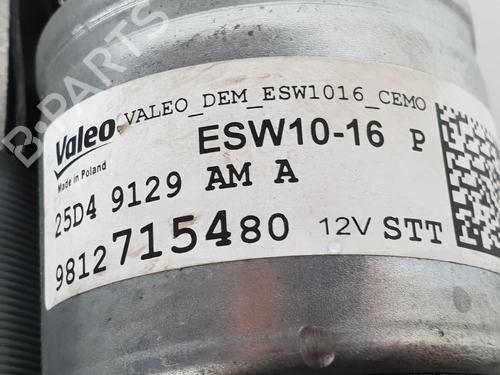 Valeo
VALEO_DEM_ESW1016_CEMO
ESW10-16 P
Made in Poland
25D4 9129 AM A
9812715480 12V STT
B-PARTS